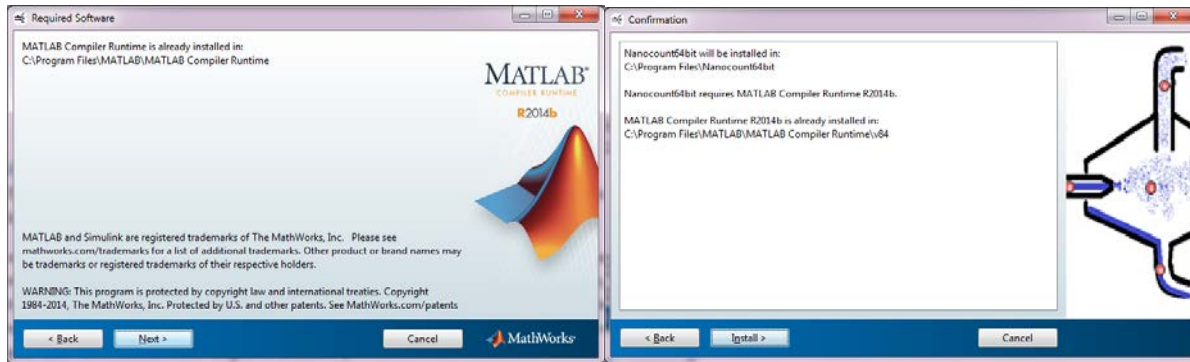 Required Software
MATLAB Compiler Runtime is already installed in:
C:\Program Files\MATLAB\MATLAB Compiler Runtime
MATLAB®
COMPILER RUNTIME
R2014b
MATLAB and Simulink are registered trademarks of The MathWorks, Inc. Please see
mathworks.com/trademarks for a list of additional trademarks. Other product or brand names may
be trademarks or registered trademarks of their respective holders.
WARNING: This program is protected by copyright law and international treaties. Copyright
1984-2014, The MathWorks, Inc. Protected by U.S. and other patents. See MathWorks.com/patents
< Back
Next >
Cancel
MathWorks®
Confirmation
Nanocount64bit will be installed in:
C:\Program Files\Nanocount64bit
Nanocount64bit requires MATLAB Compiler Runtime R2014b.
MATLAB Compiler Runtime R2014b is already installed in:
C:\Program Files\MATLAB\MATLAB Compiler Runtime\v84
< Back
Install >
Cancel